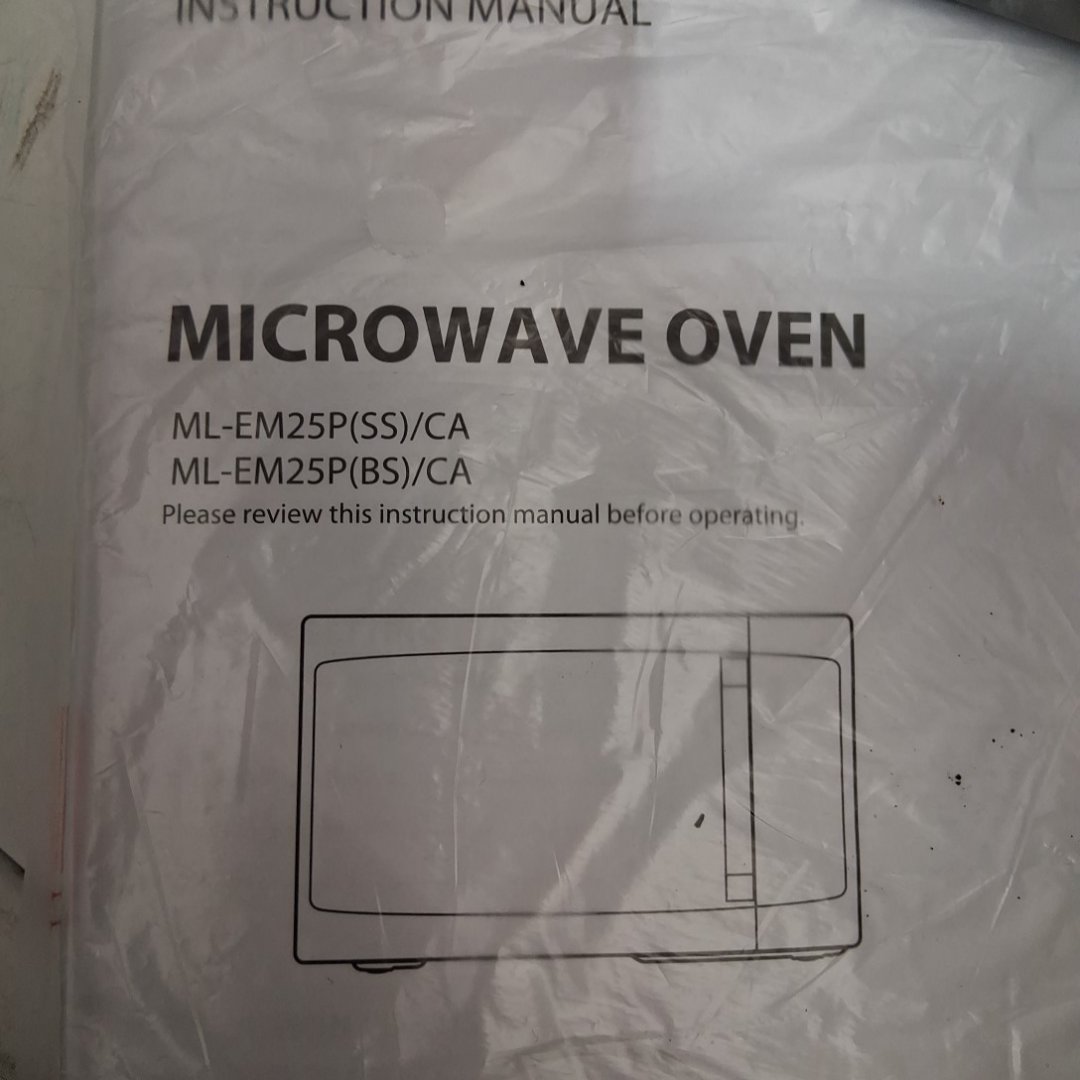 INSTRUCTION MANUAL
MICROWAVE OVEN
ML-EM25P(SS)/CA
ML-EM25P(BS)/CA
Please review this instruction manual before operating.